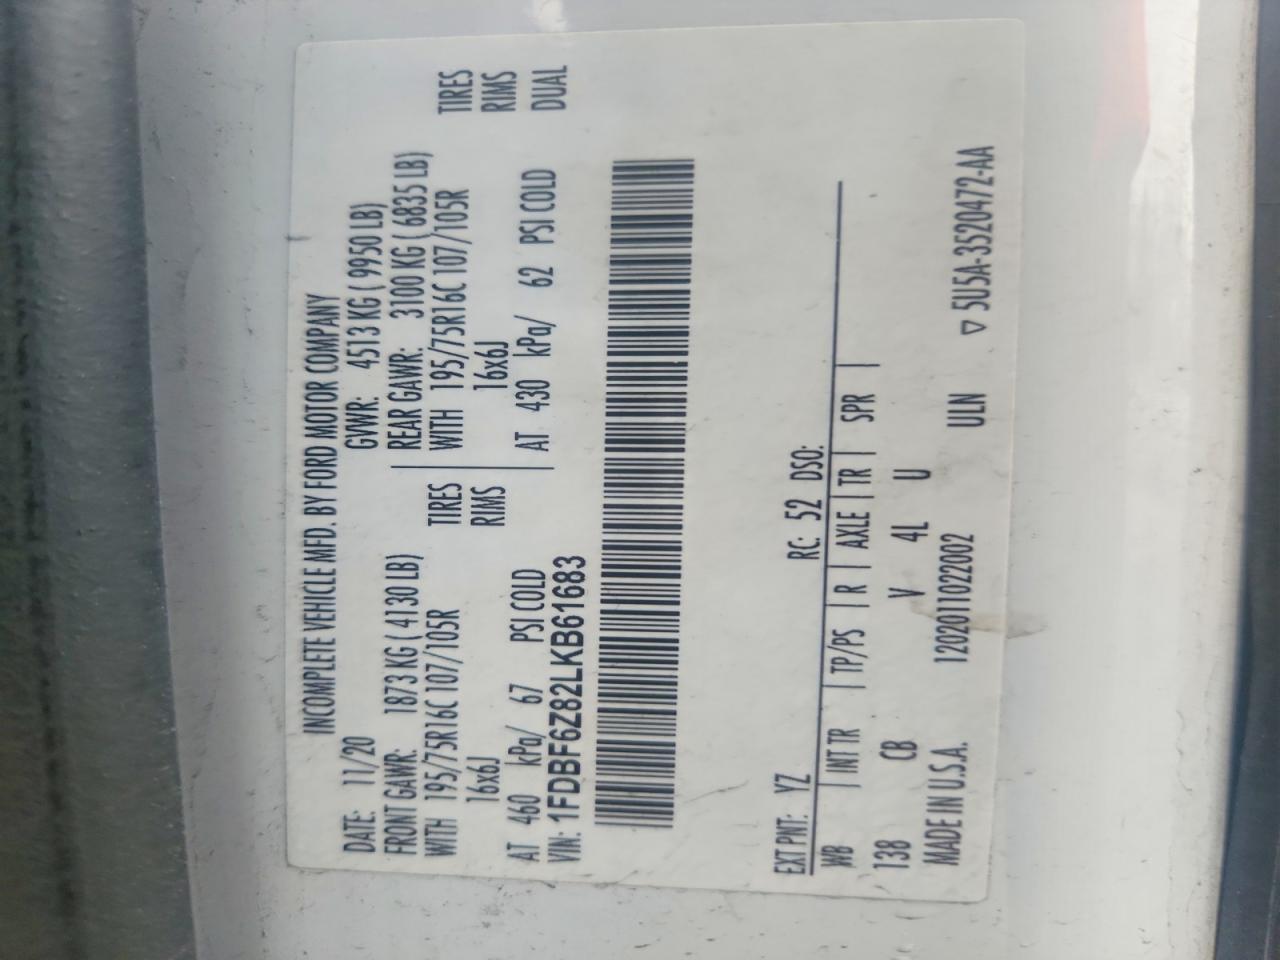 INCOMPLETE VEHICLE MFD. BY FORD MOTOR COMPANY
DATE: 11/20 GVWR: 4513 KG ( 9950 LB)
FRONT GAWR: 1873 KG ( 4130 LB) REAR GAWR: 3100 KG ( 6835 LB)
WITH 195/75R16C 107/105R TIRES WITH 195/75R16C 107/105R TIRES
16x6J RIMS 16x6J RIMS
AT 460 kPa/ 67 PSI COLD AT 430 kPa/ 62 PSI COLD DUAL
VIN: 1FDBF6Z82LKB61683
EXT PNT: YZ RC: 52 DSO:
WB INT TR TP/PS R AXLE TR SPR
138 CB V 4L U
MADE IN U.S.A. 120201102​2002 ULN ▽ 5U5A-3520472-AA